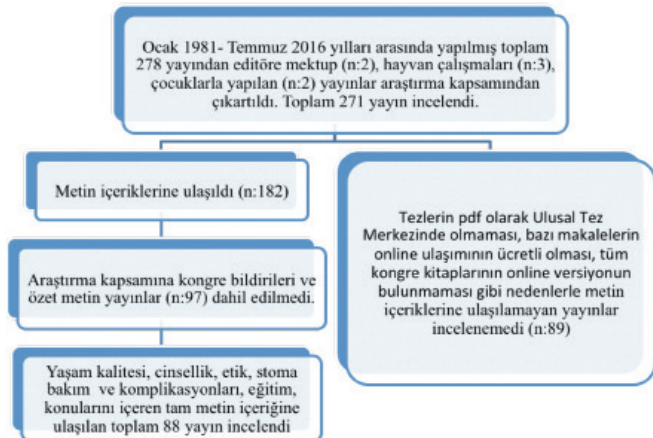 Ocak 1981- Temmuz 2016 yılları arasında yapılmış toplam
278 yayından editöre mektup (n:2), hayvan çalışmaları (n:3),
çocuklarla yapılan (n:2) yayınlar araştırma kapsamından
çıkartıldı. Toplam 271 yayın incelendi.
Metin içeriklerine ulaşıldı (n:182)
Araştırma kapsamına kongre bildirileri ve
özet metin yayınlar (n:97) dahil edilmedi.
Yaşam kalitesi, cinsellik, etik, stoma
bakım ve komplikasyonları, eğitim,
konularını içeren tam metin içeriğine
ulaşılan toplam 88 yayın incelendi
Tezlerin pdf olarak Ulusal Tez
Merkezinde olmaması, bazı makalelerin
online ulaşımının ücretli olması, tüm
kongre kitaplarının online versiyonun
bulunmaması gibi nedenlerle metin
içeriklerine ulaşılamayan yayınlar
incelenemedi (n:89)